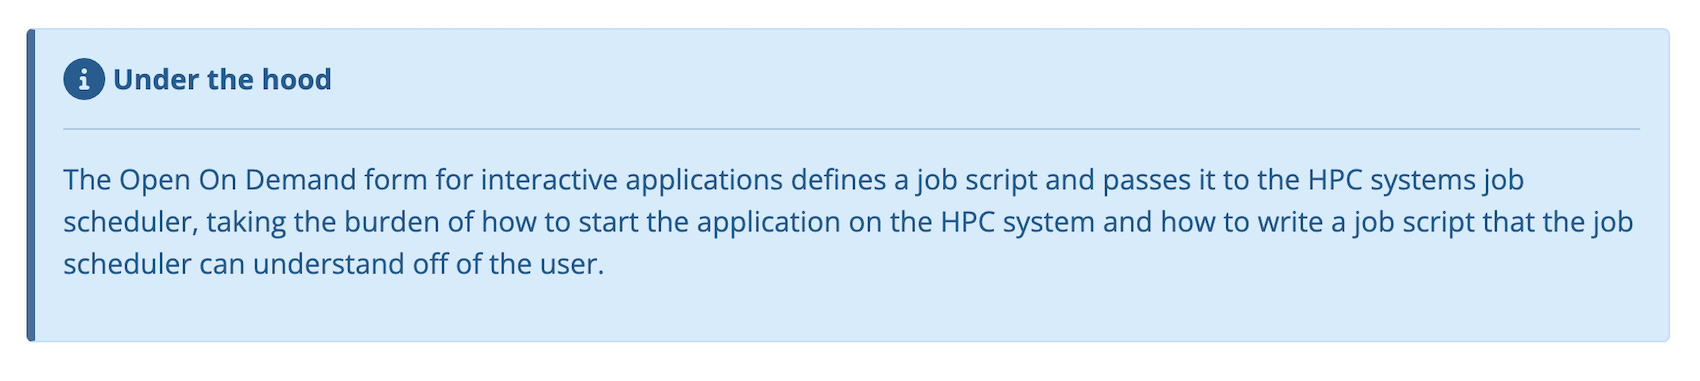 Under the hood
The Open On Demand form for interactive applications defines a job script and passes it to the HPC systems job
scheduler, taking the burden of how to start the application on the HPC system and how to write a job script that the job
scheduler can understand off of the user.